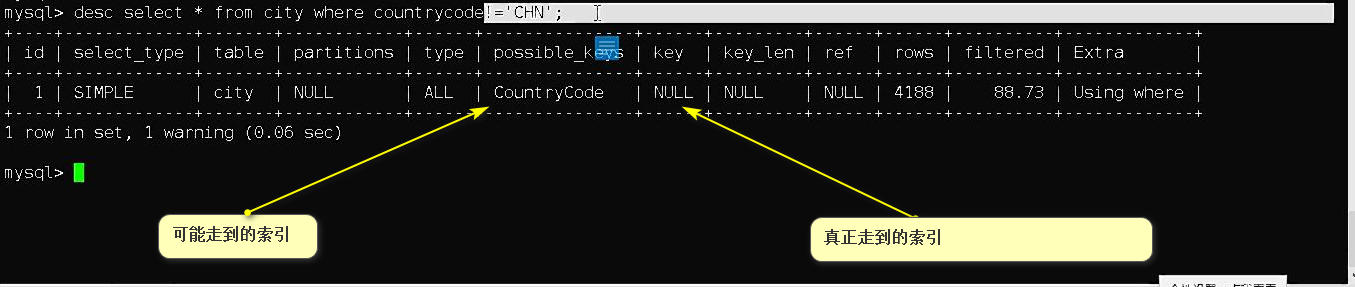 mysql> desc select * from city where countrycode!='CHN';
+----+-------------+-------+------------+------+---------------+------+---------+------+------+----------+-------------+
| id | select_type | table | partitions | type | possible_keys | key | key_len | ref | rows | filtered | Extra |
+----+-------------+-------+------------+------+---------------+------+---------+------+------+----------+-------------+
| 1 | SIMPLE | city | NULL | ALL | CountryCode | NULL | NULL | NULL | 4188 | 88.73 | Using where |
+----+-------------+-------+------------+------+---------------+------+---------+------+------+----------+-------------+
1 row in set, 1 warning (0.06 sec)
mysql>
可能走到的索引
真正走到的索引